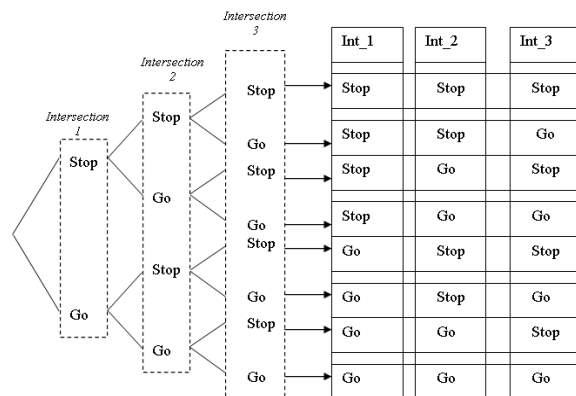 Intersection
3
Intersection
2
Intersection
1
Int_1 Int_2 Int_3
Stop Stop Stop Stop
Stop
Go Stop Stop Go
Stop Stop Stop Go Stop
Go
Go Stop Go Go
Stop Go Stop Stop
Stop
Go Go Stop Go
Go
Stop Go Go Stop
Go
Go Go Go Go